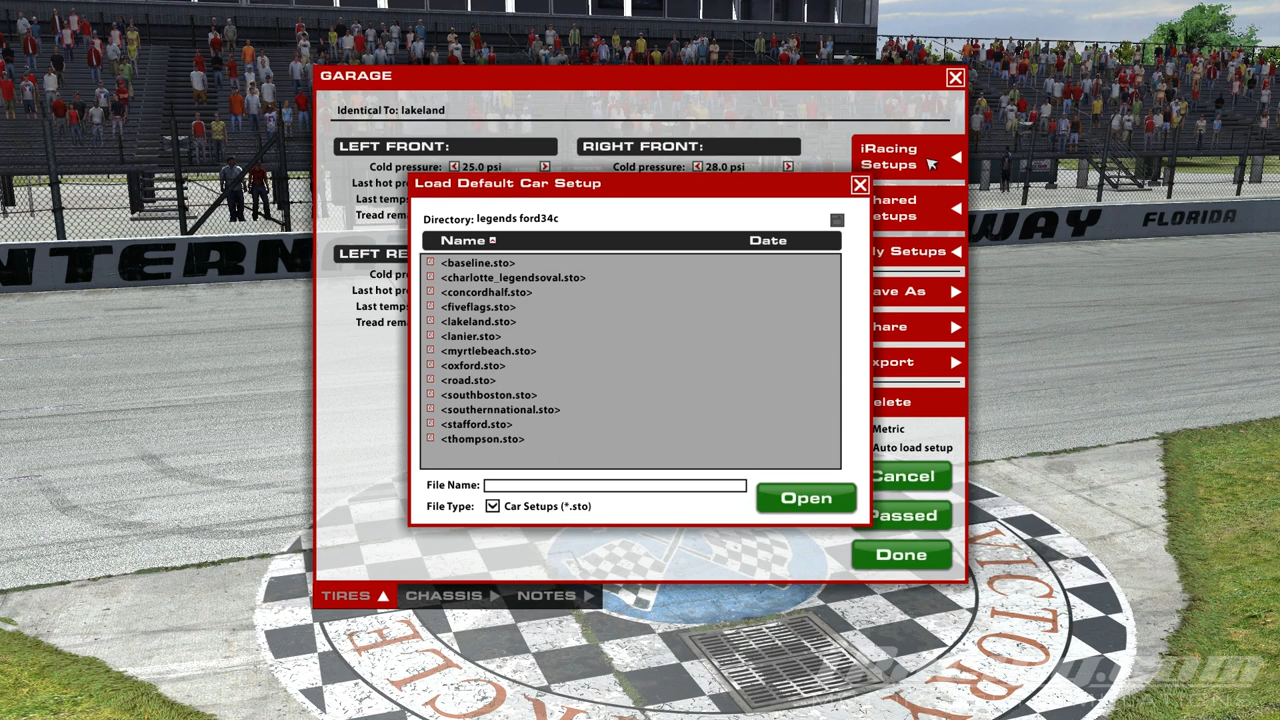 GARAGE
Identical To: lakeland
LEFT FRONT:
RIGHT FRONT:
Cold pressure: 25.0 psi
Cold pressure: 28.0 psi
Last hot pr
Last temps
Tread rema
LEFT RE
Cold pr
Last hot pr
Last temps
Tread rema
iRacing
Setups
hared
etups
y Setups
ave As
hare
xport
elete
Metric
Auto load setup
Cancel
Passed
Done
Load Default Car Setup
Directory: legends ford34c
Name
Date
<baseline.sto>
<charlotte_legendsoval.sto>
<concordhalf.sto>
<fiveflags.sto>
<lakeland.sto>
<lanier.sto>
<myrtlebeach.sto>
<oxford.sto>
<road.sto>
<southboston.sto>
<southernnational.sto>
<stafford.sto>
<thompson.sto>
File Name:
Open
File Type: Car Setups (*.sto)
TIRES
CHASSIS
NOTES
NTERN
WAY
FLORIDA
CIRCLE
VICTORY